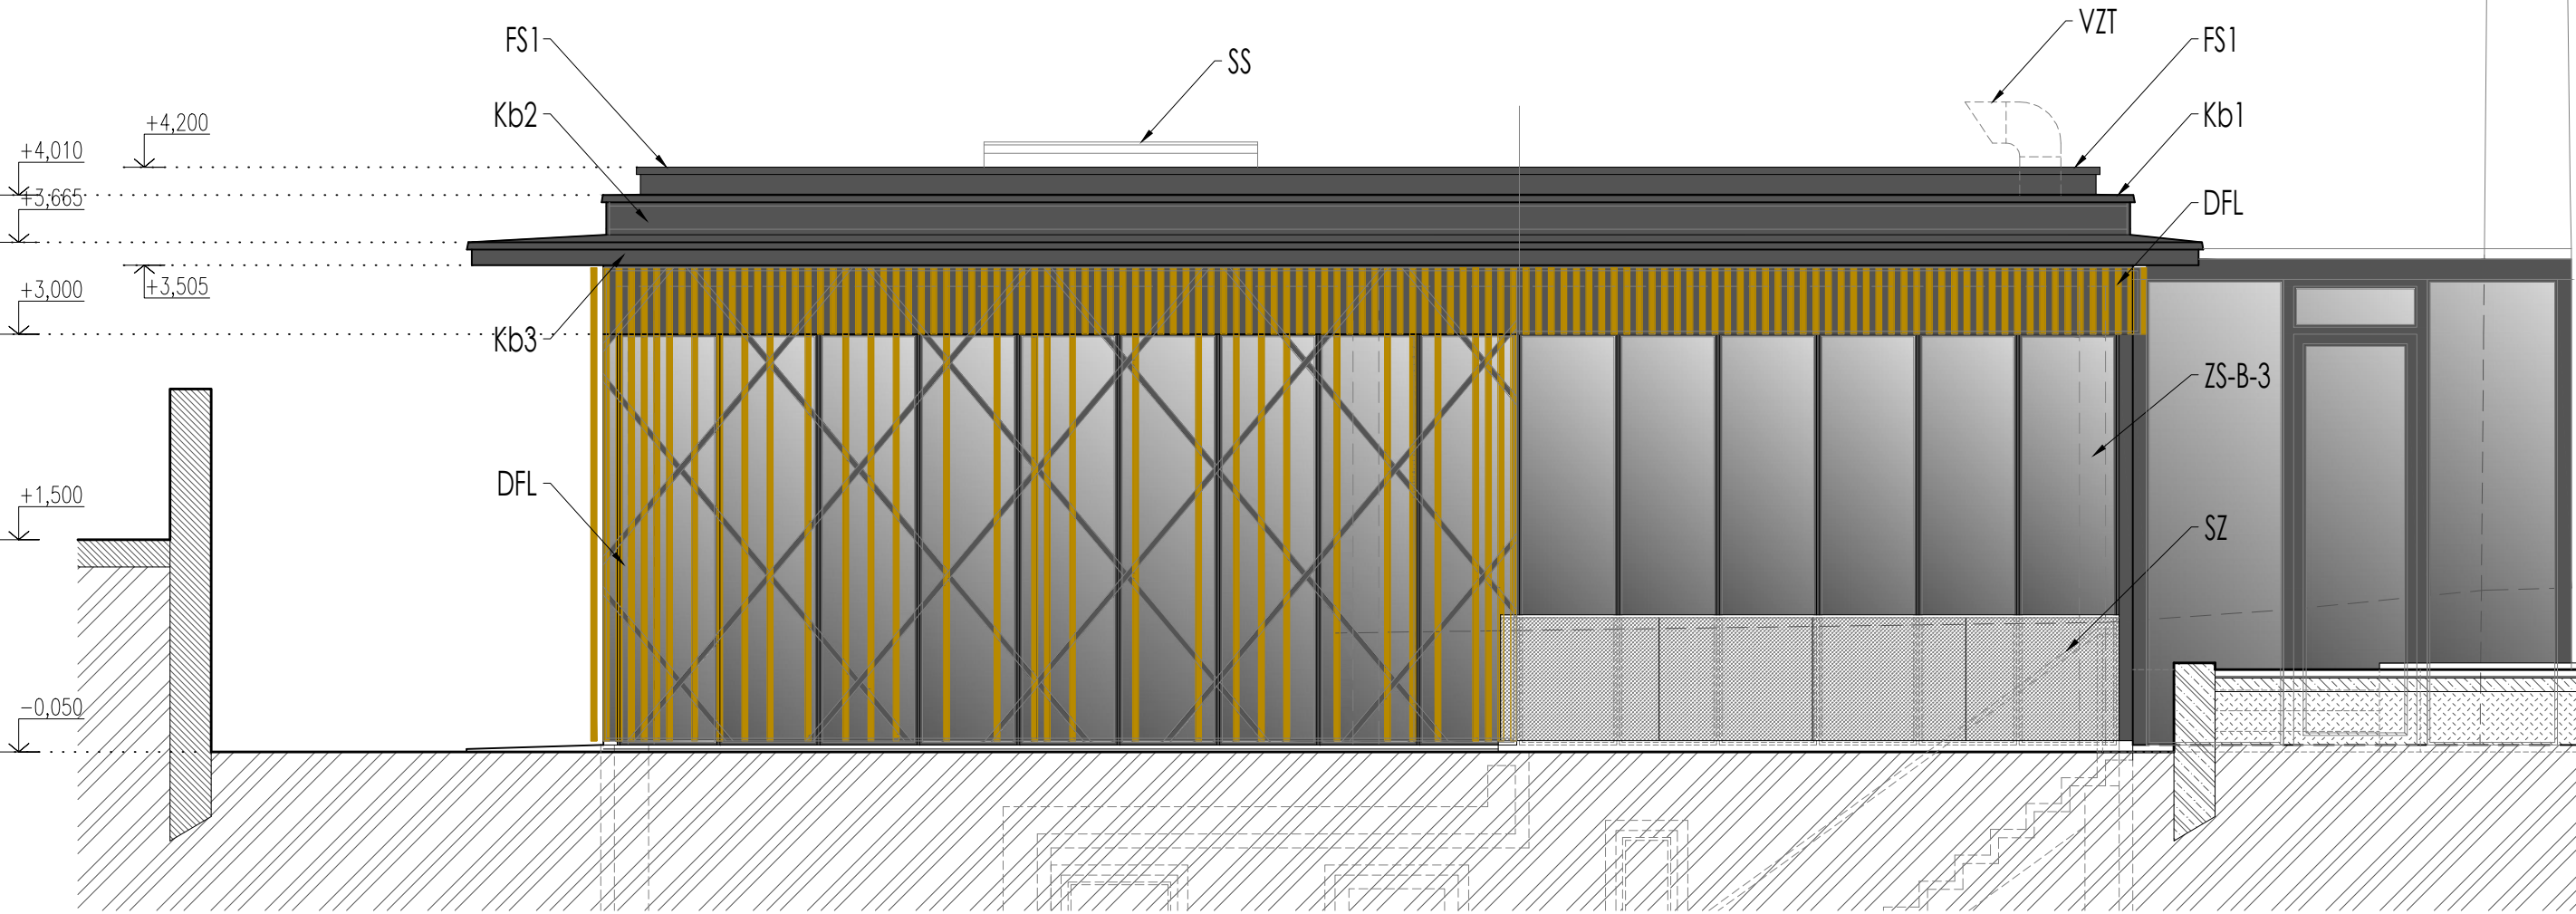 VZT
FS1
FS1
SS
Kb2
Kb1
+4,200
+4,010
+3,665
DFL
+3,505
+3,000
Kb3
ZS-B-3
DFL
+1,500
SZ
-0,050